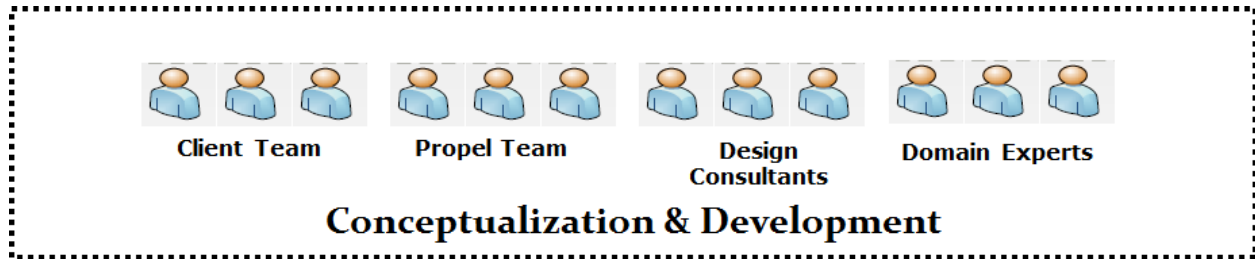 Client Team
Propel Team
Design
Consultants
Domain Experts
Conceptualization & Development